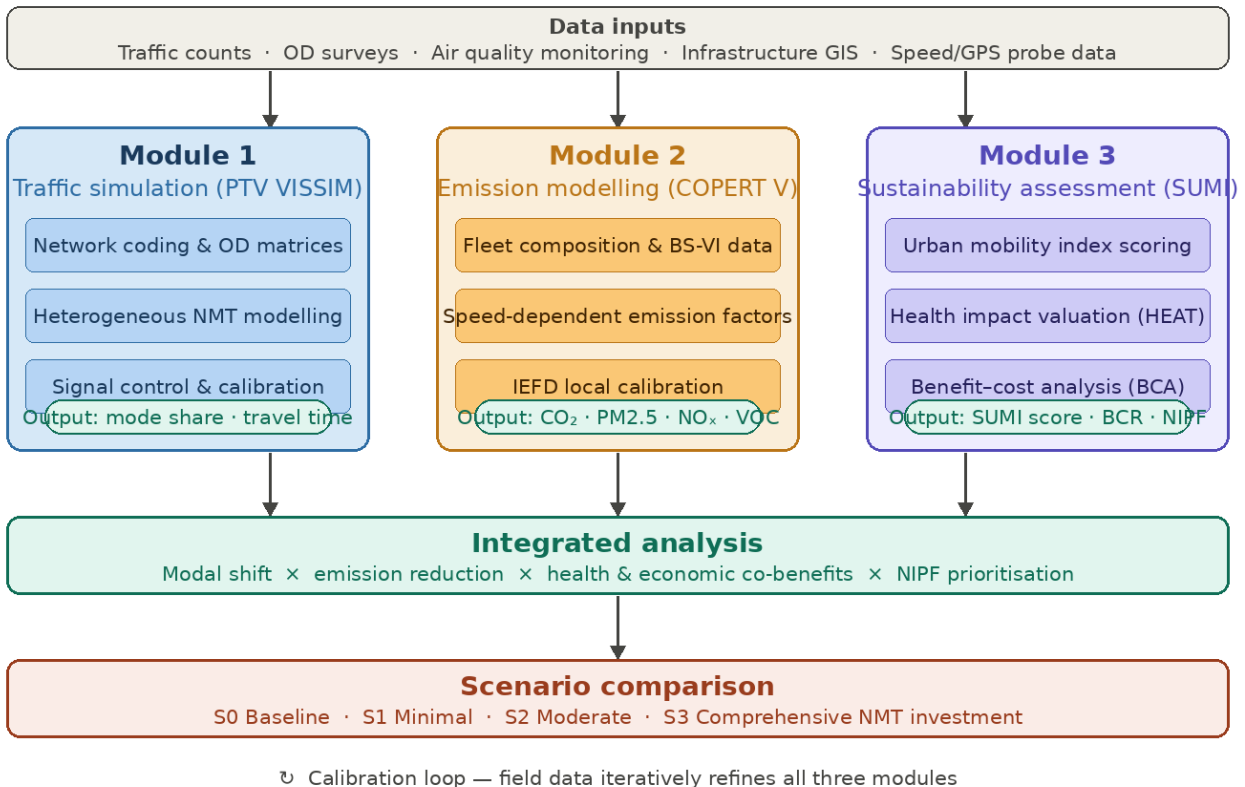 Data inputs
Traffic counts · OD surveys · Air quality monitoring · Infrastructure GIS · Speed/GPS probe data
Module 1
Traffic simulation (PTV VISSIM)
Network coding & OD matrices
Heterogeneous NMT modelling
Signal control & calibration
Output: mode share · travel time
Module 2
Emission modelling (COPERT V)
Fleet composition & BS-VI data
Speed-dependent emission factors
IEFD local calibration
Output: CO₂ · PM2.5 · NOₓ · VOC
Module 3
Sustainability assessment (SUMI)
Urban mobility index scoring
Health impact valuation (HEAT)
Benefit–cost analysis (BCA)
Output: SUMI score · BCR · NIPF
Integrated analysis
Modal shift × emission reduction × health & economic co-benefits × NIPF prioritisation
Scenario comparison
S0 Baseline · S1 Minimal · S2 Moderate · S3 Comprehensive NMT investment
↻ Calibration loop — field data iteratively refines all three modules